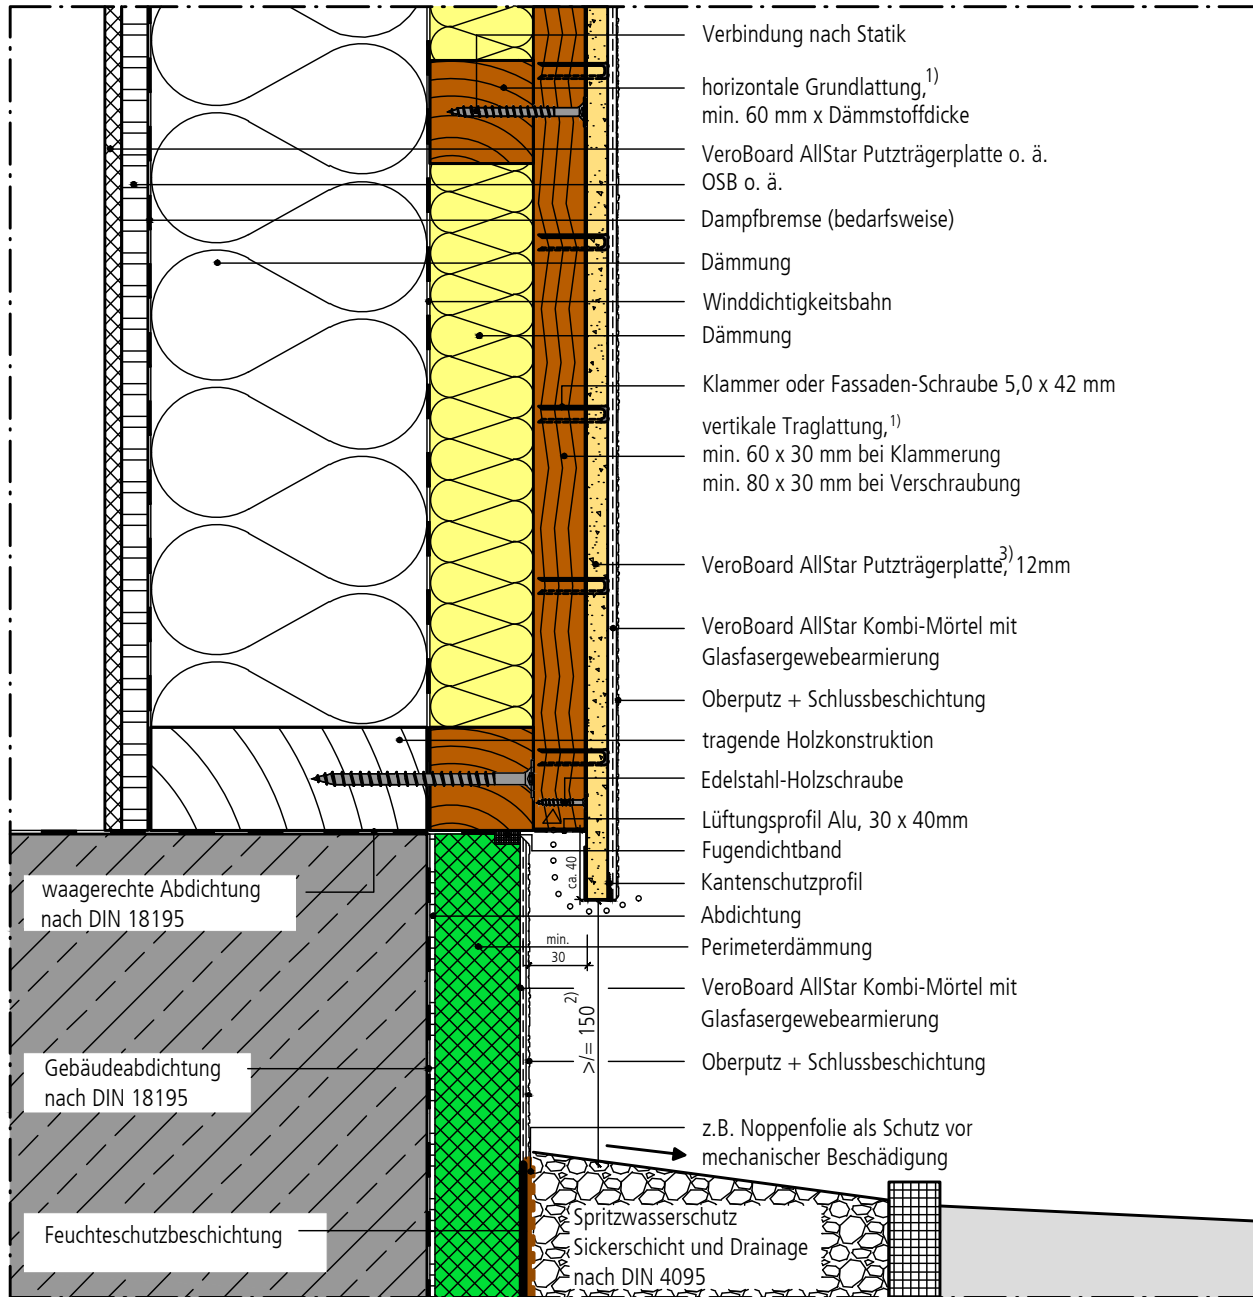 Verbindung nach Statik
horizontale Grundlattung,1)
min. 60 mm x Dämmstoffdicke
VeroBoard AllStar Putzträgerplatte o. ä.
OSB o. ä.
Dampfbremse (bedarfsweise)
Dämmung
Winddichtigkeitsbahn
Dämmung
Klammer oder Fassaden-Schraube 5,0 x 42 mm
vertikale Traglattung,1)
min. 60 x 30 mm bei Klammerung
min. 80 x 30 mm bei Verschraubung
VeroBoard AllStar Putzträgerplatte,3) 12mm
VeroBoard AllStar Kombi-Mörtel mit
Glasfasergewebearmierung
Oberputz + Schlussbeschichtung
tragende Holzkonstruktion
Edelstahl-Holzschraube
Lüftungsprofil Alu, 30 x 40mm
Fugendichtband
Kantenschutzprofil
Abdichtung
Perimeterdämmung
VeroBoard AllStar Kombi-Mörtel mit
Glasfasergewebearmierung
Oberputz + Schlussbeschichtung
z.B. Noppenfolie als Schutz vor
mechanischer Beschädigung
ca. 40
min.
30
>/= 150 2)
waagerechte Abdichtung
nach DIN 18195
Gebäudeabdichtung
nach DIN 18195
Feuchteschutzbeschichtung
Spritzwasserschutz
Sickerschicht und Drainage
nach DIN 4095